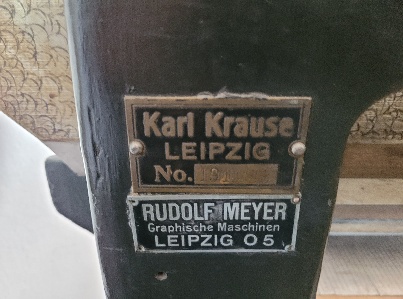 Karl Krause
LEIPZIG
No.
RUDOLF MEYER
Graphische Maschinen
LEIPZIG O 5